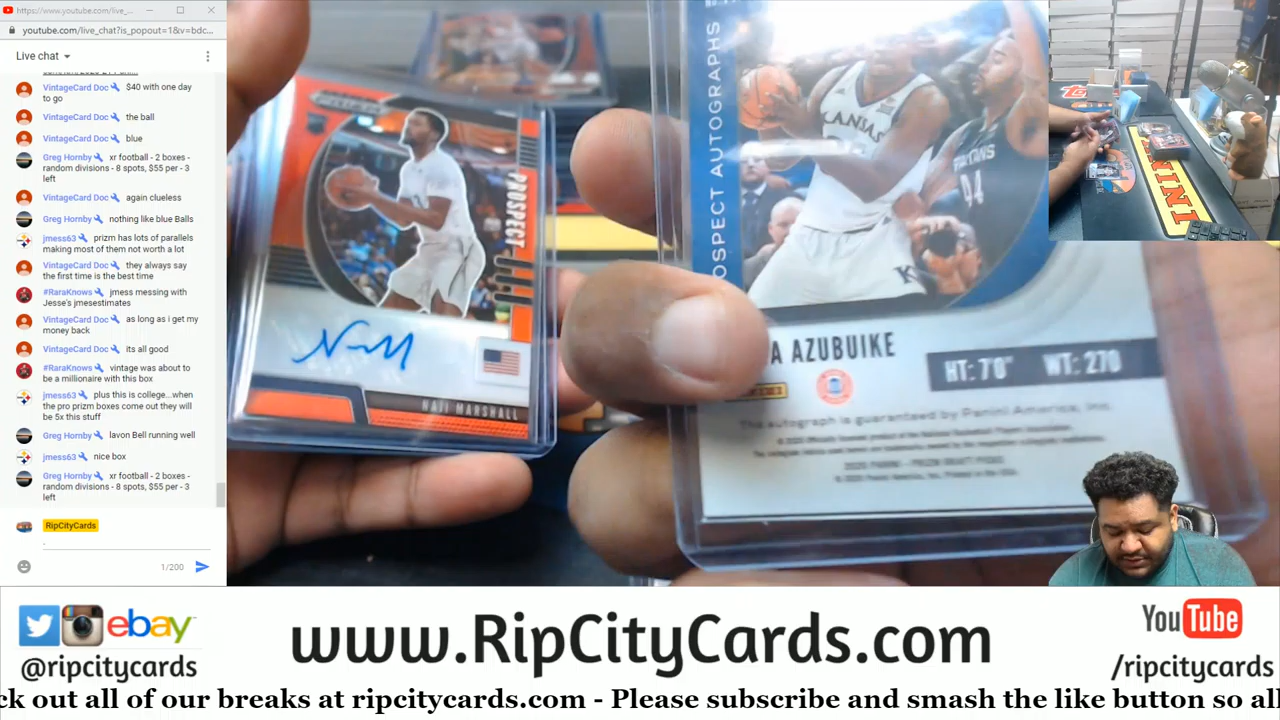 https://www.youtube.com/live_...
youtube.com/live_chat?is_popout=1&v=bdc...
Live chat
VintageCard Doc $40 with one day
to go
VintageCard Doc the ball
VintageCard Doc blue
Greg Hornby xr football - 2 boxes -
random divisions - 8 spots, $55 per - 3
left
VintageCard Doc again clueless
Greg Hornby nothing like blue Balls
jmess63 prizm has lots of parallels
making most of them not worth a lot
VintageCard Doc they always say
the first time is the best time
#RaraKnows jmess messing with
Jesse's jmesestimates
VintageCard Doc as long as i get my
money back
VintageCard Doc its all good
#RaraKnows vintage was about to
be a millionaire with this box
jmess63 plus this is college...when
the pro prizm boxes come out they will
be 5x this stuff
Greg Hornby lavon Bell running well
jmess63 nice box
Greg Hornby xr football - 2 boxes -
random divisions - 8 spots, $55 per - 3
left
RipCityCards
.
1/200
PROSPECT
NAJI MARSHALL
OSPECT AUTOGRAPHS
KANSAS
44
A AZUBUIKE
HT: 7'0" WT: 270
The autograph is guaranteed by Panini America, Inc.
PANINI
ebay
@ripcitycards
www.RipCityCards.com
YouTube
/ripcitycards
ck out all of our breaks at ripcitycards.com - Please subscribe and smash the like button so all